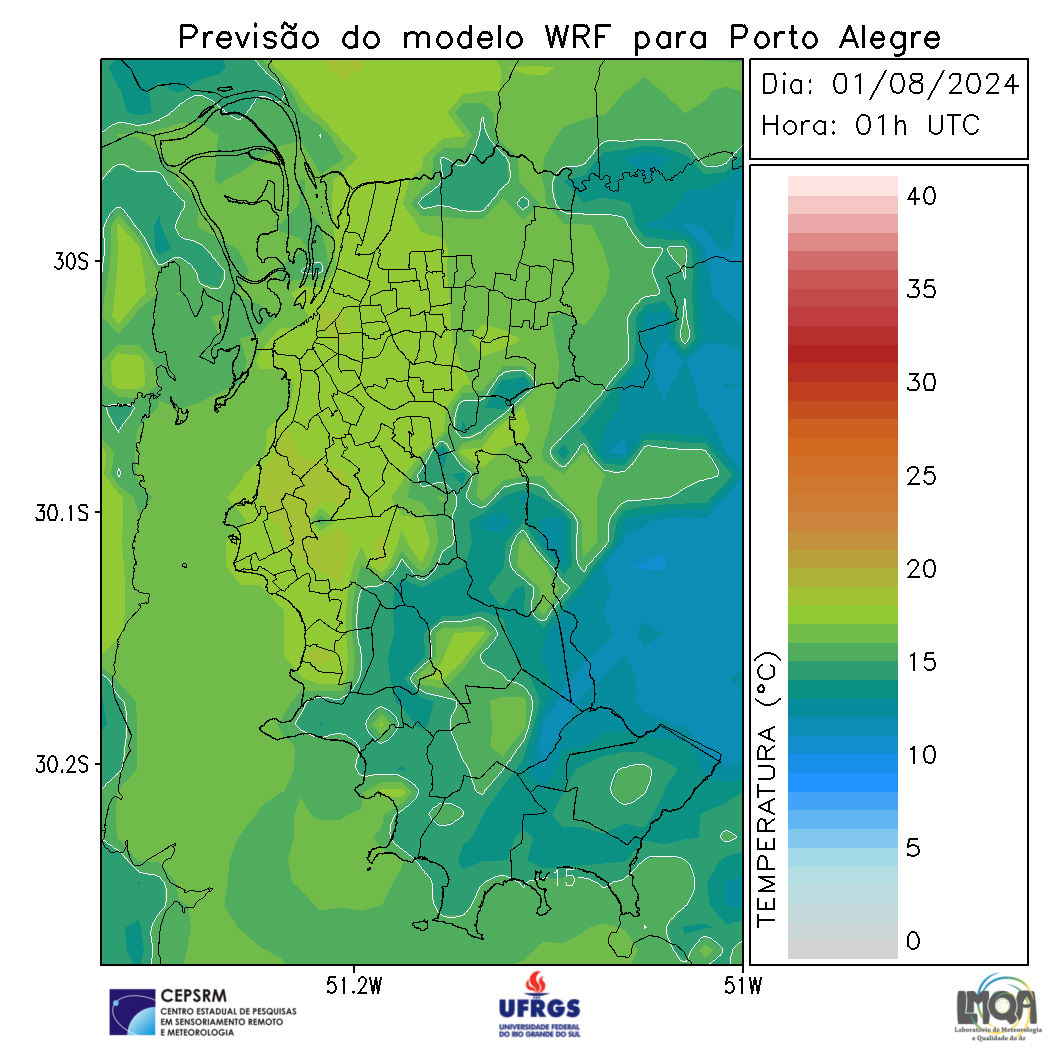 Previsão do modelo WRF para Porto Alegre
Dia: 01/08/2024
Hora: 01h UTC
40
35
30
25
20
15
10
5
0
TEMPERATURA (°C)
30S
30.1S
30.2S
15
51.2W
51W
CEPSRM
CENTRO ESTADUAL DE PESQUISAS
EM SENSORIAMENTO REMOTO
E METEOROLOGIA
UFRGS
UNIVERSIDADE FEDERAL
DO RIO GRANDE DO SUL
LMQA
Laboratório de Meteorologia
e Qualidade do Ar